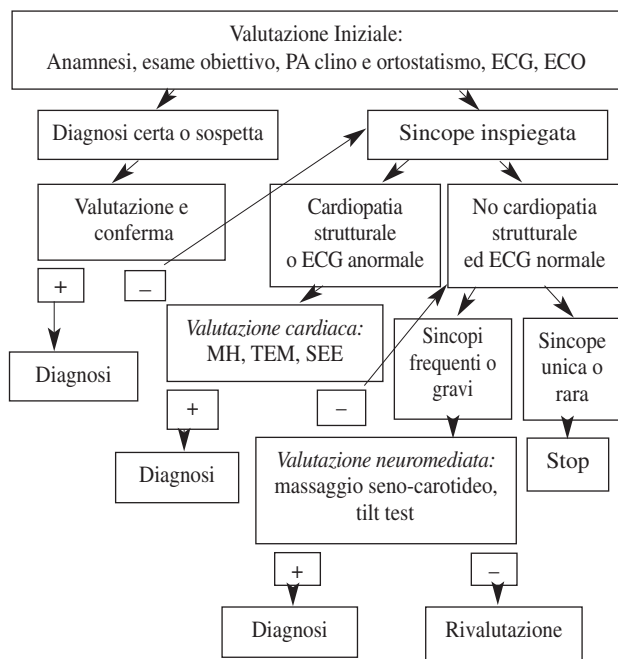 Valutazione Iniziale:
Anamnesi, esame obiettivo, PA clino e ortostatismo, ECG, ECO
Diagnosi certa o sospetta
Sincope inspiegata
Valutazione e
conferma
Cardiopatia
strutturale
o ECG anormale
No cardiopatia
strutturale
ed ECG normale
+
–
Valutazione cardiaca:
MH, TEM, SEE
Sincopi
frequenti o
gravi
Sincope
unica o
rara
Diagnosi
+
–
Diagnosi
Valutazione neuromediata:
massaggio seno-carotideo,
tilt test
Stop
+
–
Diagnosi
Rivalutazione